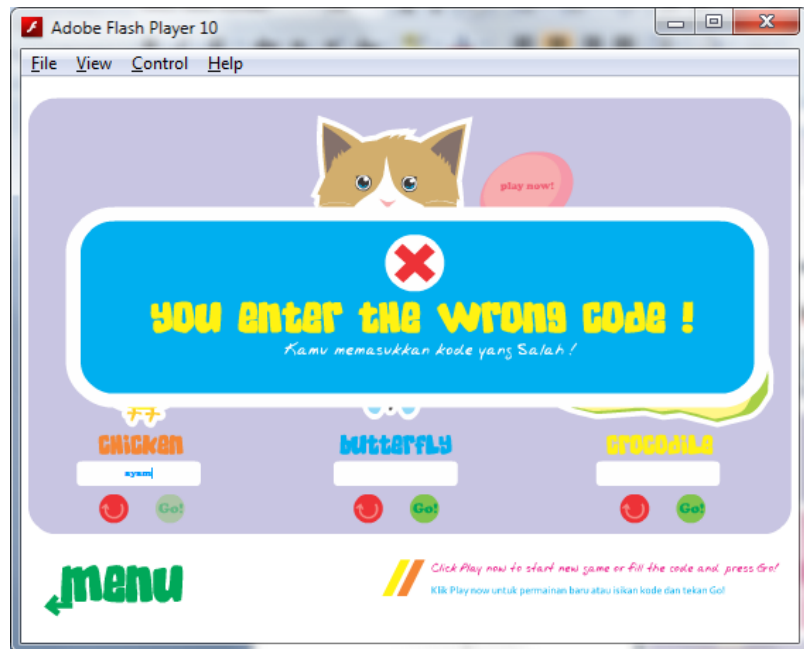 Adobe Flash Player 10
File View Control Help
play now!
you enter the wrong code !
Kamu memasukkan kode yang Salah !
chicken butterfly crocodile
ayam
Go! Go! Go!
menu
Click Play now to start new game or fill the code and press Go!
Klik Play now untuk permainan baru atau isikan kode dan tekan Go!